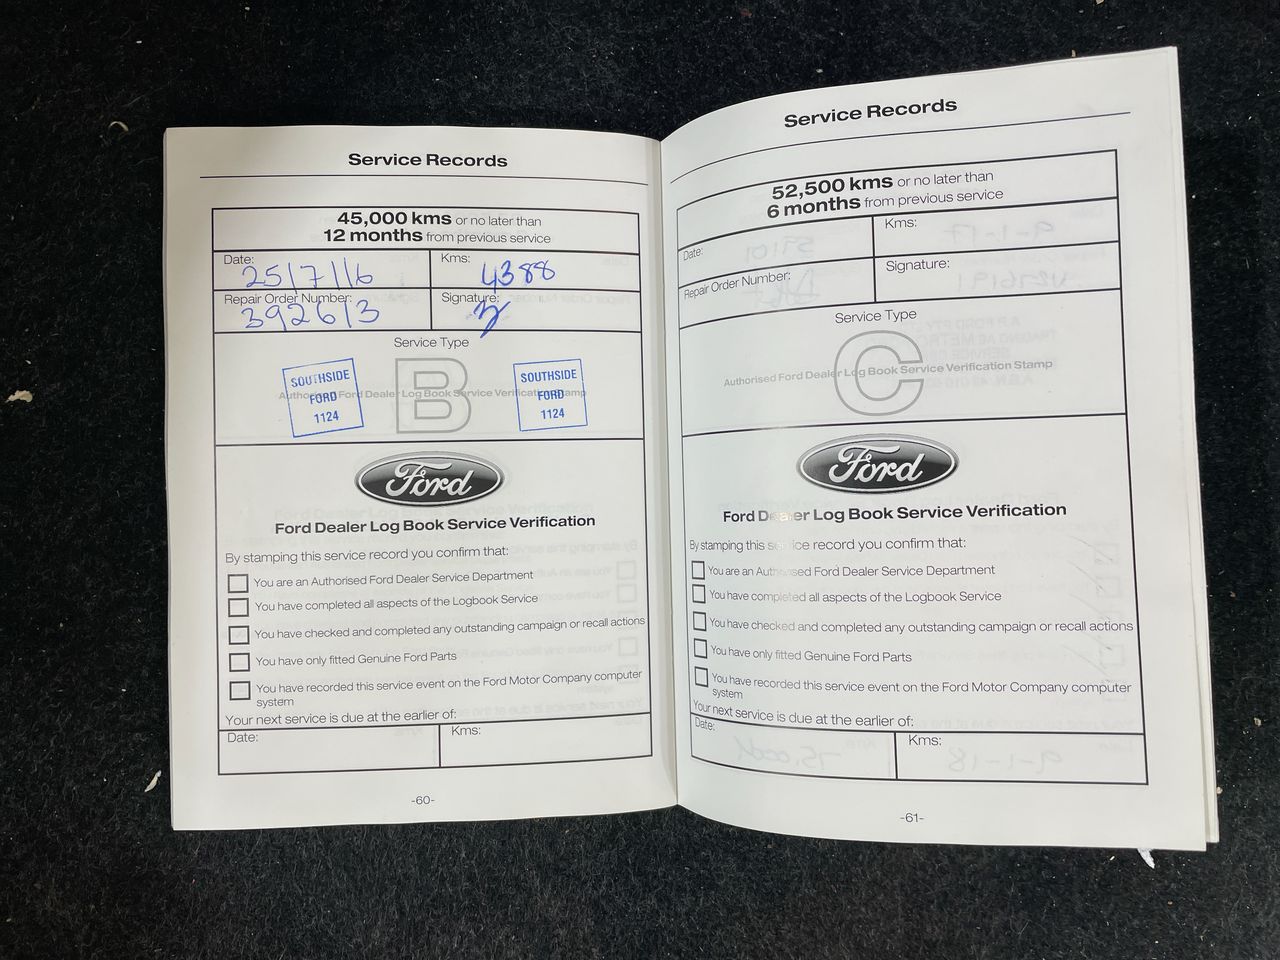 Service Records
45,000 kms or no later than
12 months from previous service
Date: 25/7/16
Kms: 4388
Repair Order Number: 392613
Signature:
Service Type
B
Authorised Ford Dealer Log Book Service Verification Stamp
SOUTHSIDE
FORD
1124
SOUTHSIDE
FORD
1124
Ford
Ford Dealer Log Book Service Verification
By stamping this service record you confirm that:
You are an Authorised Ford Dealer Service Department
You have completed all aspects of the Logbook Service
You have checked and completed any outstanding campaign or recall actions
You have only fitted Genuine Ford Parts
You have recorded this service event on the Ford Motor Company computer
system
Your next service is due at the earlier of:
Date:
Kms:
-60-
Service Records
52,500 kms or no later than
6 months from previous service
Date:
Kms:
Repair Order Number:
Signature:
Service Type
C
Authorised Ford Dealer Log Book Service Verification Stamp
Ford
Ford Dealer Log Book Service Verification
By stamping this service record you confirm that:
You are an Authorised Ford Dealer Service Department
You have completed all aspects of the Logbook Service
You have checked and completed any outstanding campaign or recall actions
You have only fitted Genuine Ford Parts
You have recorded this service event on the Ford Motor Company computer
system
Your next service is due at the earlier of:
Date:
Kms:
-61-